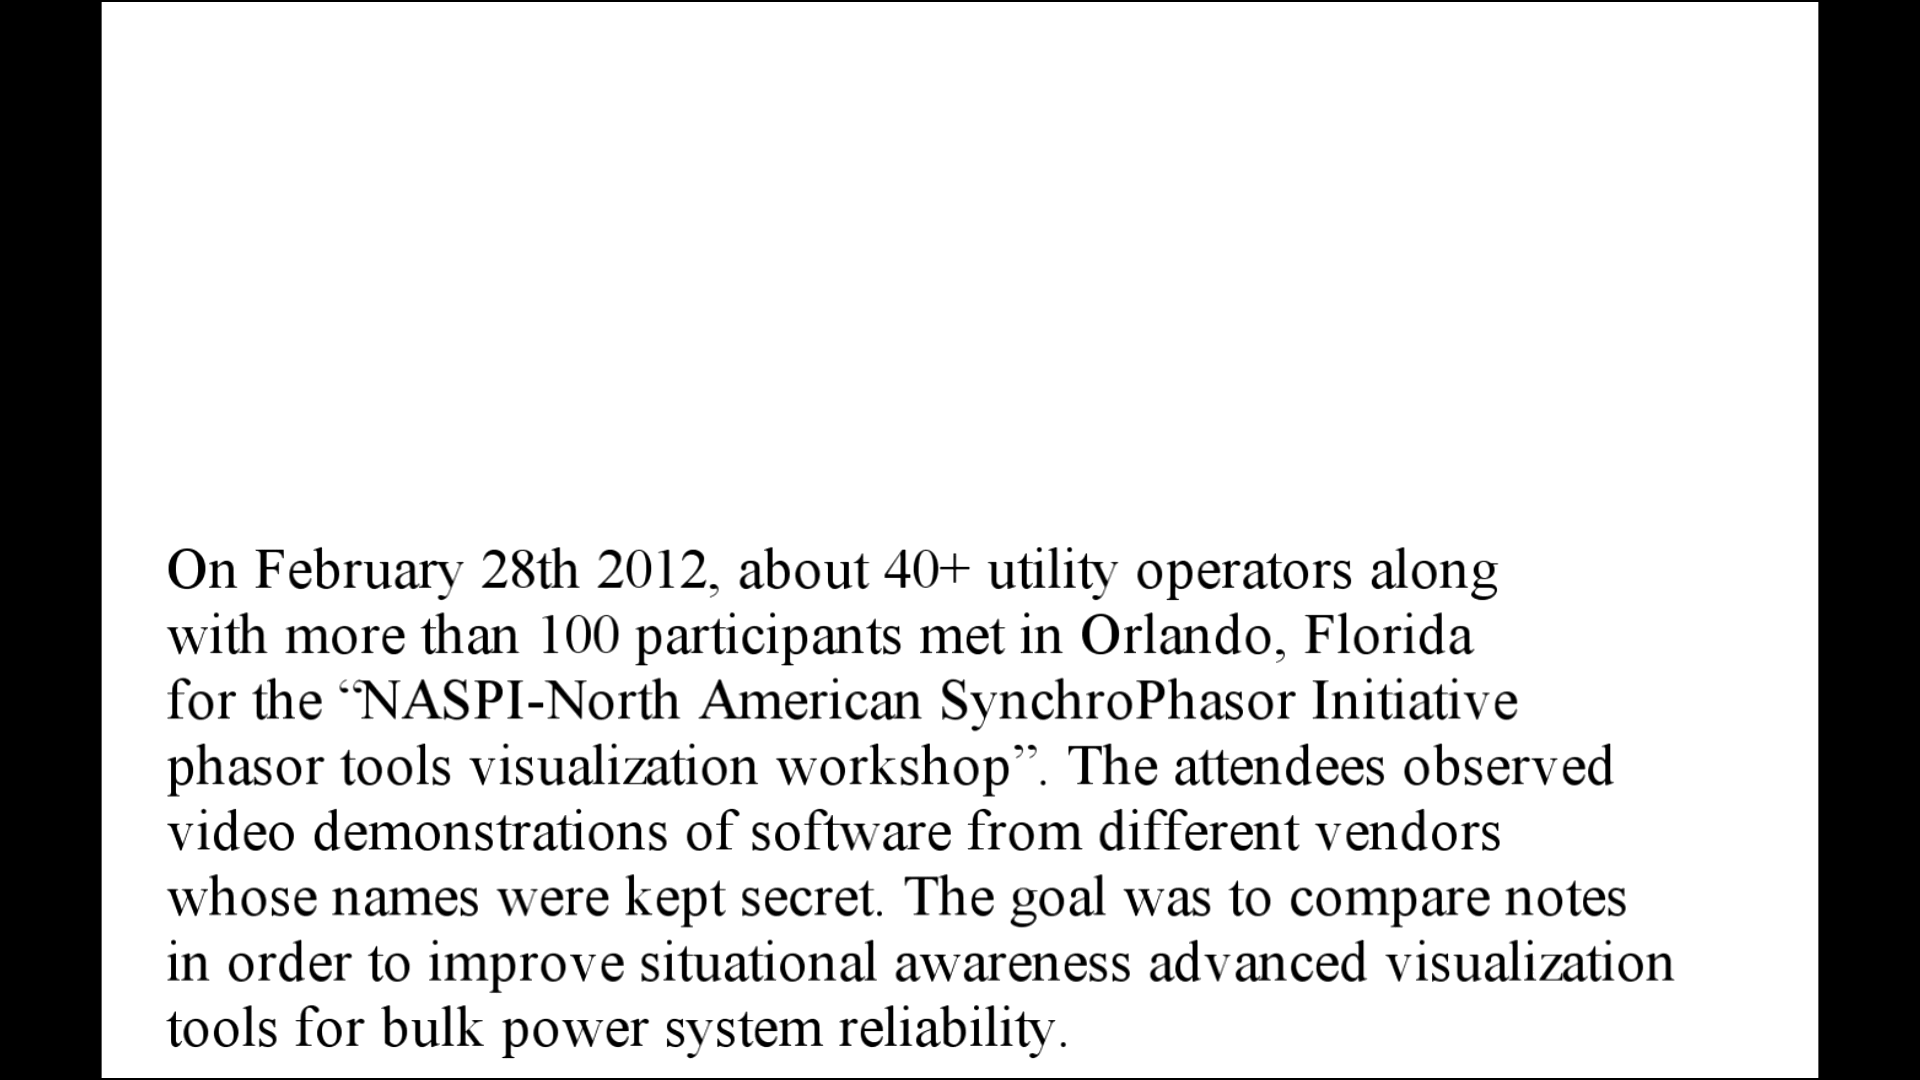 On February 28th 2012, about 40+ utility operators along
with more than 100 participants met in Orlando, Florida
for the “NASPI-North American SynchroPhasor Initiative
phasor tools visualization workshop”. The attendees observed
video demonstrations of software from different vendors
whose names were kept secret. The goal was to compare notes
in order to improve situational awareness advanced visualization
tools for bulk power system reliability.